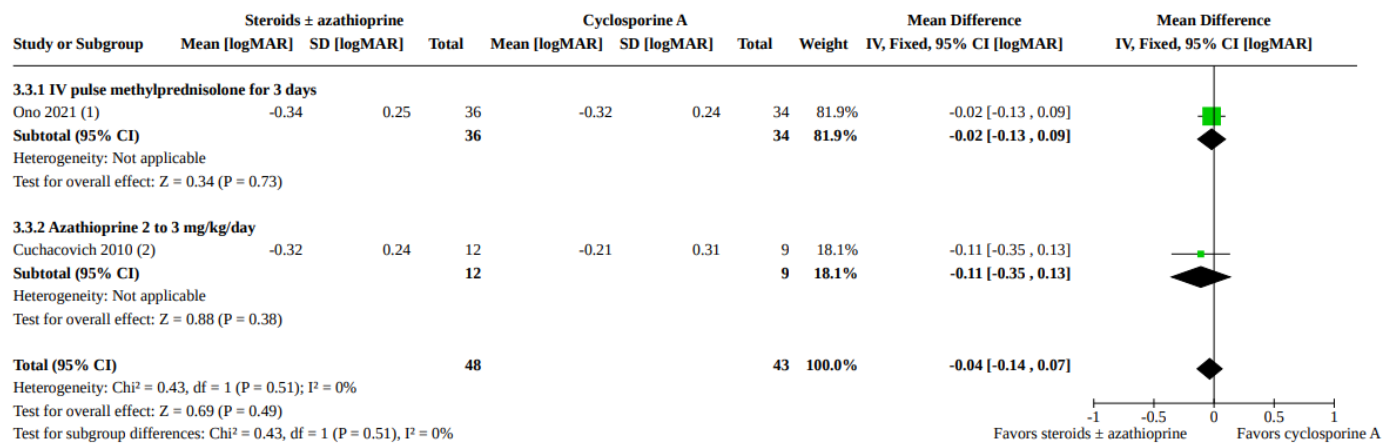 Steroids ± azathioprine Cyclosporine A Mean Difference Mean Difference
Study or Subgroup Mean [logMAR] SD [logMAR] Total Mean [logMAR] SD [logMAR] Total Weight IV, Fixed, 95% CI [logMAR] IV, Fixed, 95% CI [logMAR]
3.3.1 IV pulse methylprednisolone for 3 days
Ono 2021 (1) -0.34 0.25 36 -0.32 0.24 34 81.9% -0.02 [-0.13 , 0.09]
Subtotal (95% CI) 36 34 81.9% -0.02 [-0.13 , 0.09]
Heterogeneity: Not applicable
Test for overall effect: Z = 0.34 (P = 0.73)
3.3.2 Azathioprine 2 to 3 mg/kg/day
Cuchacovich 2010 (2) -0.32 0.24 12 -0.21 0.31 9 18.1% -0.11 [-0.35 , 0.13]
Subtotal (95% CI) 12 9 18.1% -0.11 [-0.35 , 0.13]
Heterogeneity: Not applicable
Test for overall effect: Z = 0.88 (P = 0.38)
Total (95% CI) 48 43 100.0% -0.04 [-0.14 , 0.07]
Heterogeneity: Chi² = 0.43, df = 1 (P = 0.51); I² = 0%
Test for overall effect: Z = 0.69 (P = 0.49)
-1 -0.5 0 0.5 1
Test for subgroup differences: Chi² = 0.43, df = 1 (P = 0.51), I² = 0% Favors steroids ± azathioprine Favors cyclosporine A